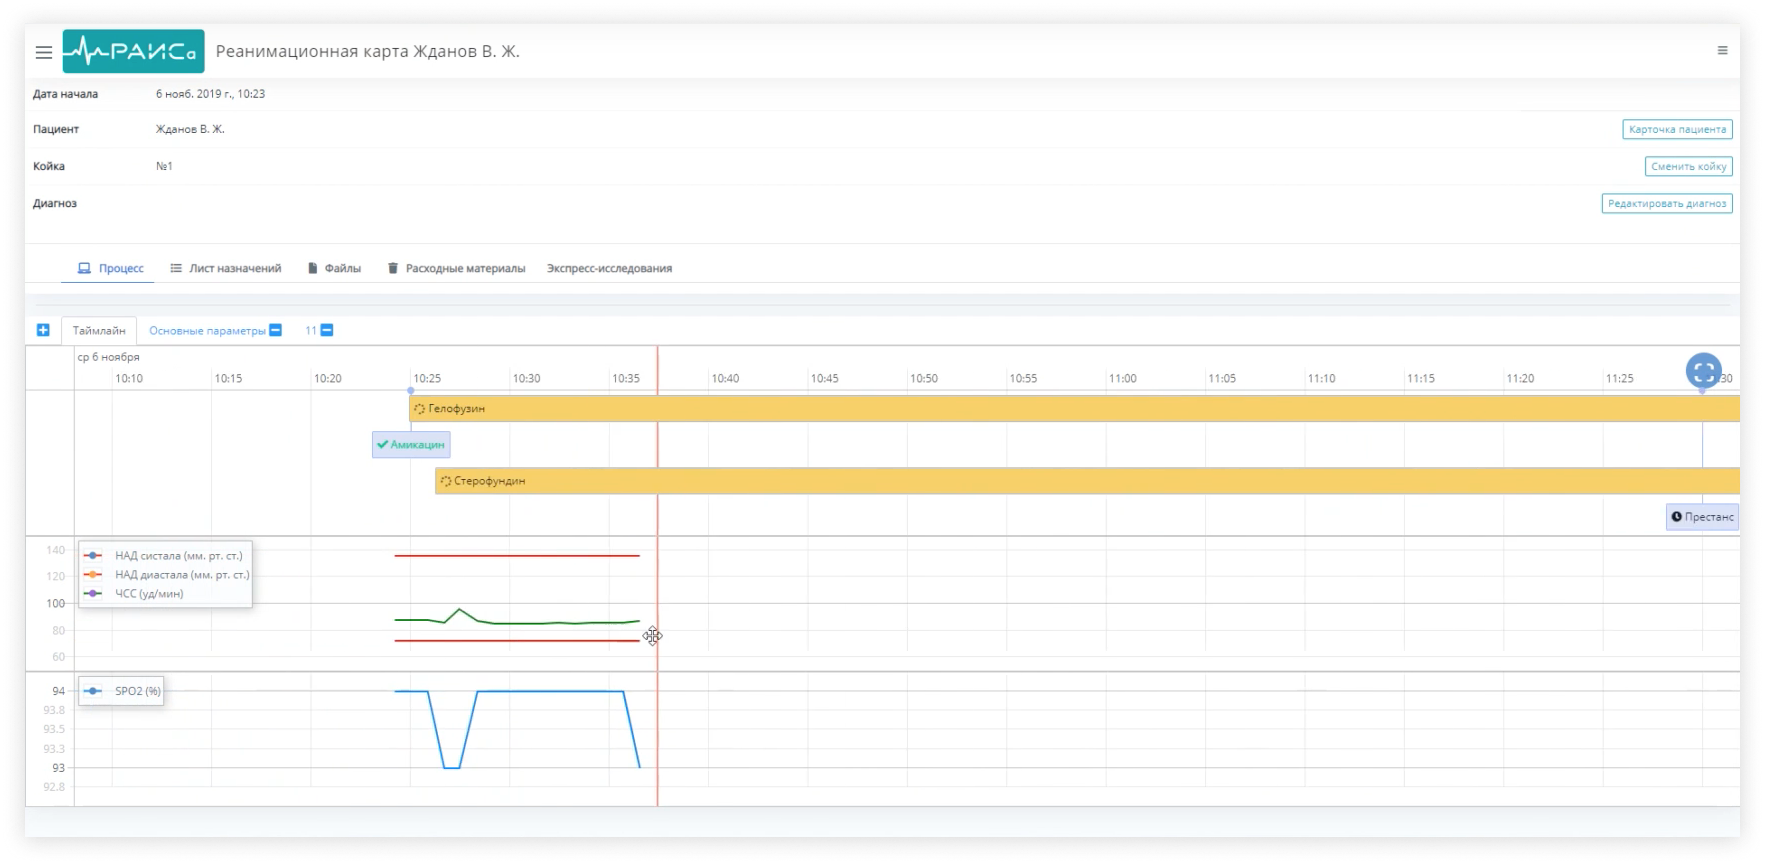 РАИСа Реанимационная карта Жданов В. Ж.
Дата начала 6 нояб. 2019 г., 10:23
Пациент Жданов В. Ж. Карточка пациента
Койка №1 Сменить койку
Диагноз Редактировать диагноз
Процесс Лист назначений Файлы Расходные материалы Экспресс-исследования
Таймлайн Основные параметры 11
ср 6 ноября
10:10 10:15 10:20 10:25 10:30 10:35 10:40 10:45 10:50 10:55 11:00 11:05 11:10 11:15 11:20 11:25 30
Гелофузин
Амикацин
Стерофундин
Престанс
140 НАД систала (мм. рт. ст.)
120 НАД диастала (мм. рт. ст.)
100 ЧСС (уд/мин)
80
60
94 SPO2 (%)
93.8
93.5
93.3
93
92.8